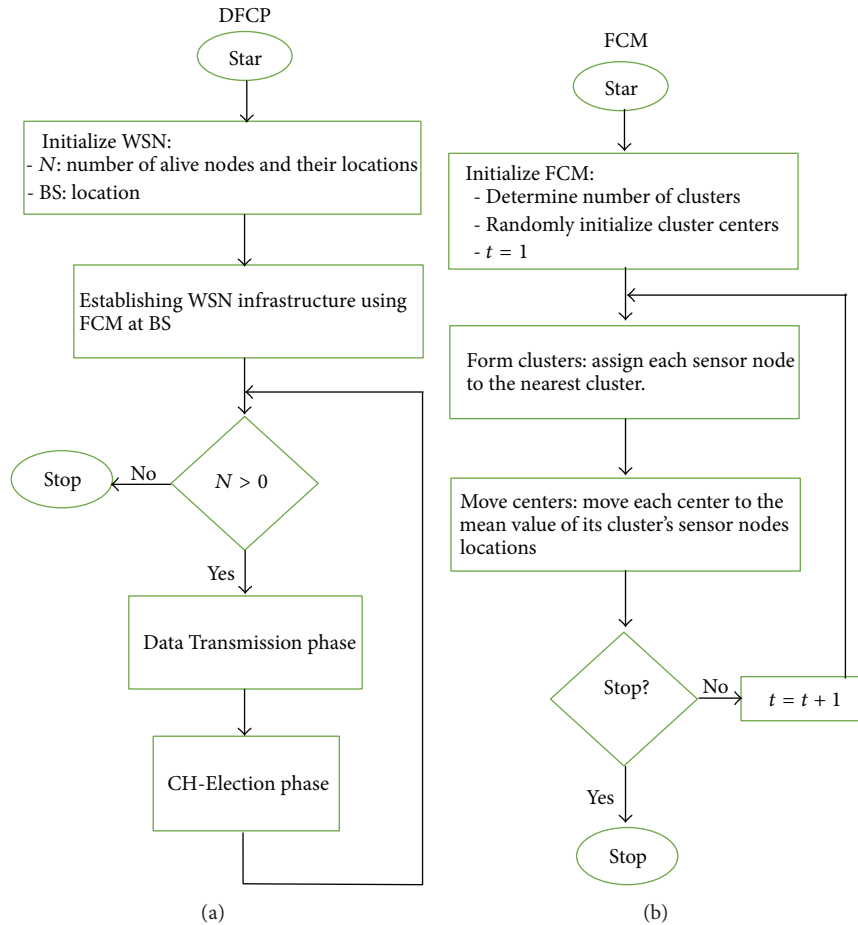 DFCP
Star
Initialize WSN:
- N: number of alive nodes and their locations
- BS: location
Establishing WSN infrastructure using
FCM at BS
N > 0
No
Stop
Yes
Data Transmission phase
CH-Election phase
(a)
FCM
Star
Initialize FCM:
- Determine number of clusters
- Randomly initialize cluster centers
- t = 1
Form clusters: assign each sensor node
to the nearest cluster.
Move centers: move each center to the
mean value of its cluster's sensor nodes
locations
Stop?
No
t = t + 1
Yes
Stop
(b)